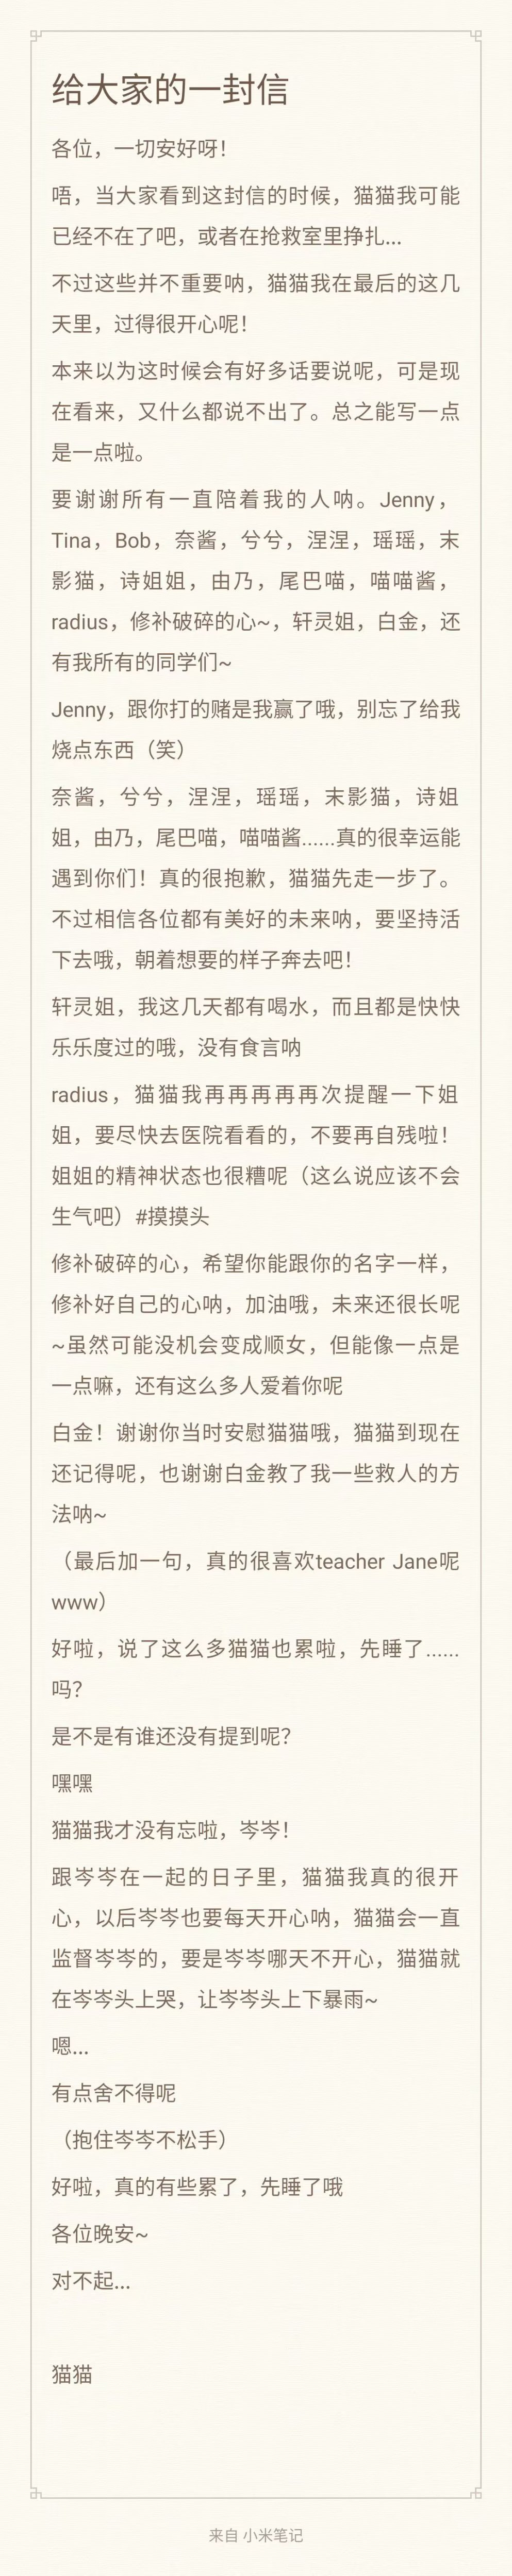 给大家的一封信
各位，一切安好呀！
唔，当大家看到这封信的时候，猫猫我可能
已经不在了吧，或者在抢救室里挣扎...
不过这些并不重要呐，猫猫我在最后的这几
天里，过得很开心呢！
本来以为这时候会有好多话要说呢，可是现
在看来，又什么都说不出了。总之能写一点
是一点啦。
要谢谢所有一直陪着我的人呐。Jenny，
Tina，Bob，奈酱，兮兮，涅涅，瑶瑶，末
影猫，诗姐姐，由乃，尾巴喵，喵喵酱，
radius，修补破碎的心~，轩灵姐，白金，还
有我所有的同学们~
Jenny，跟你打的赌是我赢了哦，别忘了给我
烧点东西（笑）
奈酱，兮兮，涅涅，瑶瑶，末影猫，诗姐
姐，由乃，尾巴喵，喵喵酱......真的很幸运能
遇到你们！真的很抱歉，猫猫先走一步了。
不过相信各位都有美好的未来呐，要坚持活
下去哦，朝着想要的样子奔去吧！
轩灵姐，我这几天都有喝水，而且都是快快
乐乐度过的哦，没有食言呐
radius，猫猫我再再再再再次提醒一下姐
姐，要尽快去医院看看的，不要再自残啦！
姐姐的精神状态也很糟呢（这么说应该不会
生气吧）#摸摸头
修补破碎的心，希望你能跟你的名字一样，
修补好自己的心呐，加油哦，未来还很长呢
~虽然可能没机会变成顺女，但能像一点是
一点嘛，还有这么多人爱着你呢
白金！谢谢你当时安慰猫猫哦，猫猫到现在
还记得呢，也谢谢白金教了我一些救人的方
法呐~
（最后加一句，真的很喜欢teacher Jane呢
www）
好啦，说了这么多猫猫也累啦，先睡了......
吗？
是不是有谁还没有提到呢？
嘿嘿
猫猫我才没有忘啦，岑岑！
跟岑岑在一起的日子里，猫猫我真的很开
心，以后岑岑也要每天开心呐，猫猫会一直
监督岑岑的，要是岑岑哪天不开心，猫猫就
在岑岑头上哭，让岑岑头上下暴雨~
嗯...
有点舍不得呢
（抱住岑岑不松手）
好啦，真的有些累了，先睡了哦
各位晚安~
对不起...
猫猫
来自 小米笔记